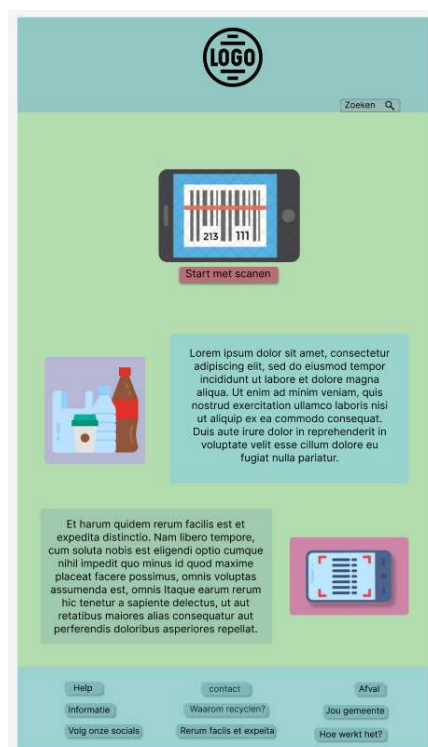 LOGO
Zoeken
213 111
Start met scanen
Lorem ipsum dolor sit amet, consectetur
adipiscing elit, sed do eiusmod tempor
incididunt ut labore et dolore magna
aliqua. Ut enim ad minim veniam, quis
nostrud exercitation ullamco laboris nisi
ut aliquip ex ea commodo consequat.
Duis aute irure dolor in reprehenderit in
voluptate velit esse cillum dolore eu
fugiat nulla pariatur.
Et harum quidem rerum facilis est et
expedita distinctio. Nam libero tempore,
cum soluta nobis est eligendi optio cumque
nihil impedit quo minus id quod maxime
placeat facere possimus, omnis voluptas
assumenda est, omnis Itaque earum rerum
hic tenetur a sapiente delectus, ut aut
retatibus maiores alias consequatur aut
perferendis doloribus asperiores repellat.
Help contact Afval
Informatie Waarom recyclen? Jou gemeente
Volg onze socials Rerum faciis et expeita Hoe werkt het?